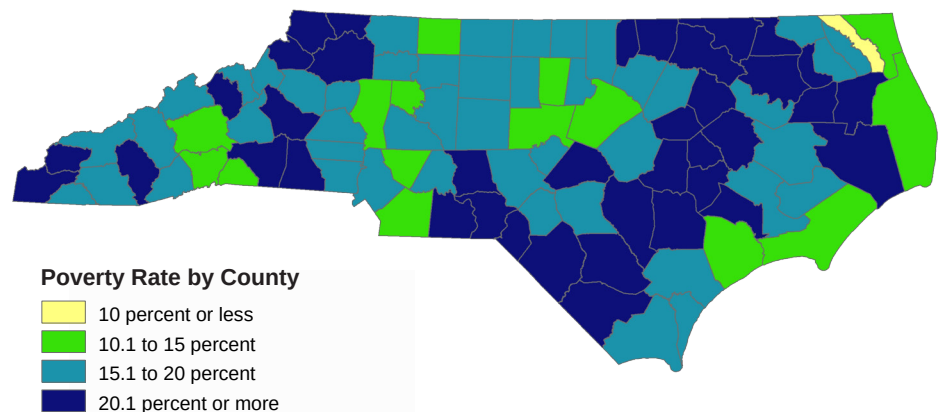 Poverty Rate by County
10 percent or less
10.1 to 15 percent
15.1 to 20 percent
20.1 percent or more